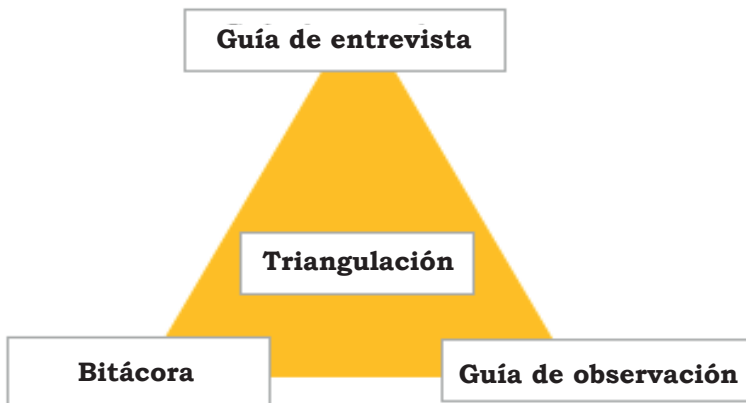 Guía de entrevista
Triangulación
Bitácora
Guía de observación